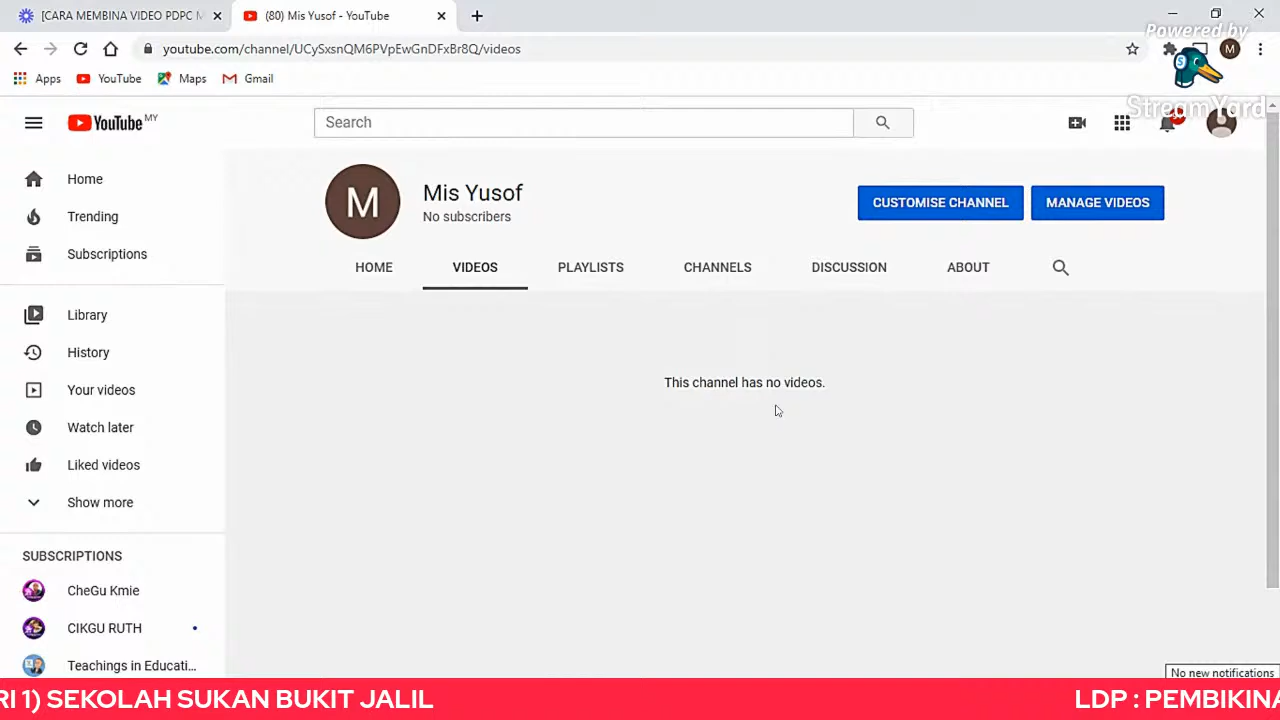 [CARA MEMBINA VIDEO PDPC M
(80) Mis Yusof - YouTube
youtube.com/channel/UCySxsnQM6PVpEwGnDFxBr8Q/videos
M
Apps
YouTube
Maps
Gmail
Powered by
S
StreamYard
YouTube MY
Search
Home
Trending
Subscriptions
Library
History
Your videos
Watch later
Liked videos
Show more
SUBSCRIPTIONS
CheGu Kmie
CIKGU RUTH
Teachings in Educati...
M
Mis Yusof
No subscribers
CUSTOMISE CHANNEL
MANAGE VIDEOS
HOME
VIDEOS
PLAYLISTS
CHANNELS
DISCUSSION
ABOUT
This channel has no videos.
No new notifications
RI 1) SEKOLAH SUKAN BUKIT JALIL
LDP : PEMBIKINA